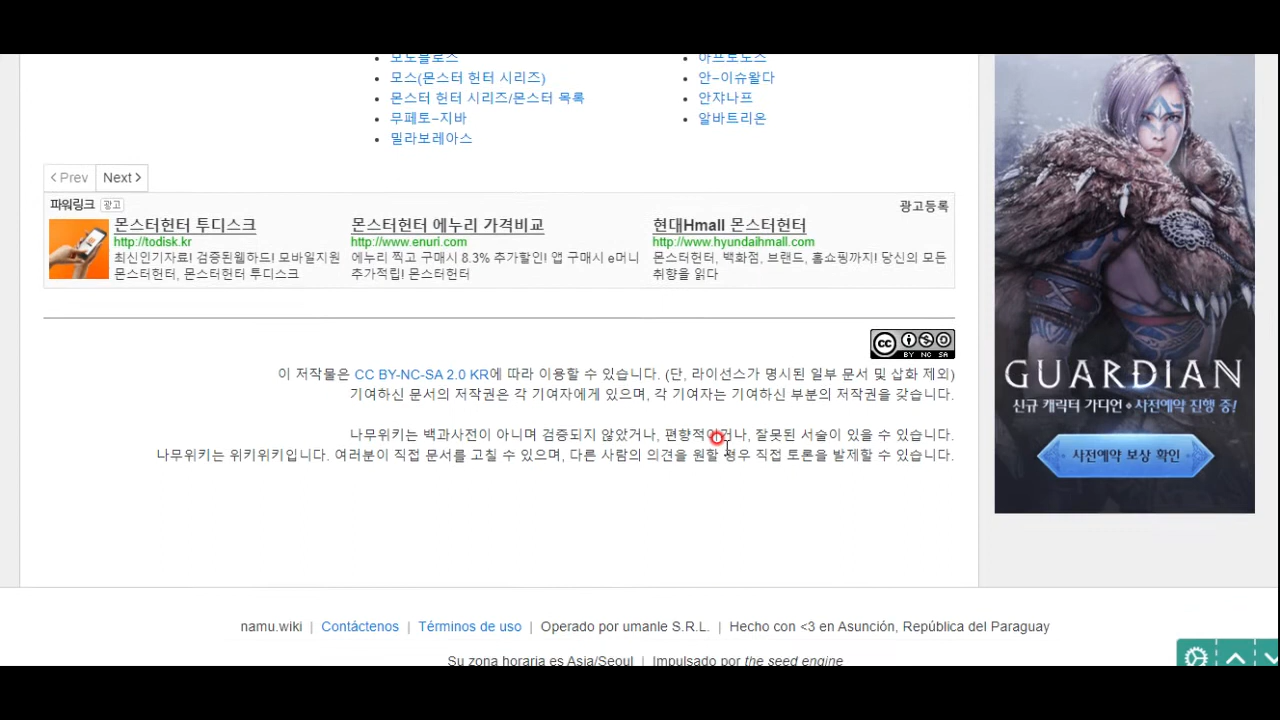 모노블로스
모스(몬스터 헌터 시리즈)
몬스터 헌터 시리즈/몬스터 목록
무페토-지바
밀라보레아스
아프토노스
안-이슈왈다
안쟈나프
알바트리온
< Prev Next >
파워링크 광고 광고등록
몬스터헌터 투디스크
http://todisk.kr
최신인기자료! 검증된웹하드! 모바일지원
몬스터헌터, 몬스터헌터 투디스크
몬스터헌터 에누리 가격비교
http://www.enuri.com
에누리 찍고 구매시 8.3% 추가할인! 앱 구매시 e머니
추가적립! 몬스터헌터
현대Hmall 몬스터헌터
http://www.hyundaihmall.com
몬스터헌터, 백화점, 브랜드, 홈쇼핑까지! 당신의 모든
취향을 읽다
cc BY NC SA
이 저작물은 CC BY-NC-SA 2.0 KR에 따라 이용할 수 있습니다. (단, 라이선스가 명시된 일부 문서 및 삽화 제외)
기여하신 문서의 저작권은 각 기여자에게 있으며, 각 기여자는 기여하신 부분의 저작권을 갖습니다.
나무위키는 백과사전이 아니며 검증되지 않았거나, 편향적이거나, 잘못된 서술이 있을 수 있습니다.
나무위키는 위키위키입니다. 여러분이 직접 문서를 고칠 수 있으며, 다른 사람의 의견을 원할 경우 직접 토론을 발제할 수 있습니다.
GUARDIAN
신규 캐릭터 가디언 사전예약 진행 중!
사전예약 보상 확인
namu.wiki | Contáctenos | Términos de uso | Operado por umanle S.R.L. | Hecho con <3 en Asunción, República del Paraguay
Su zona horaria es Asia/Seoul | Impulsado por the seed engine